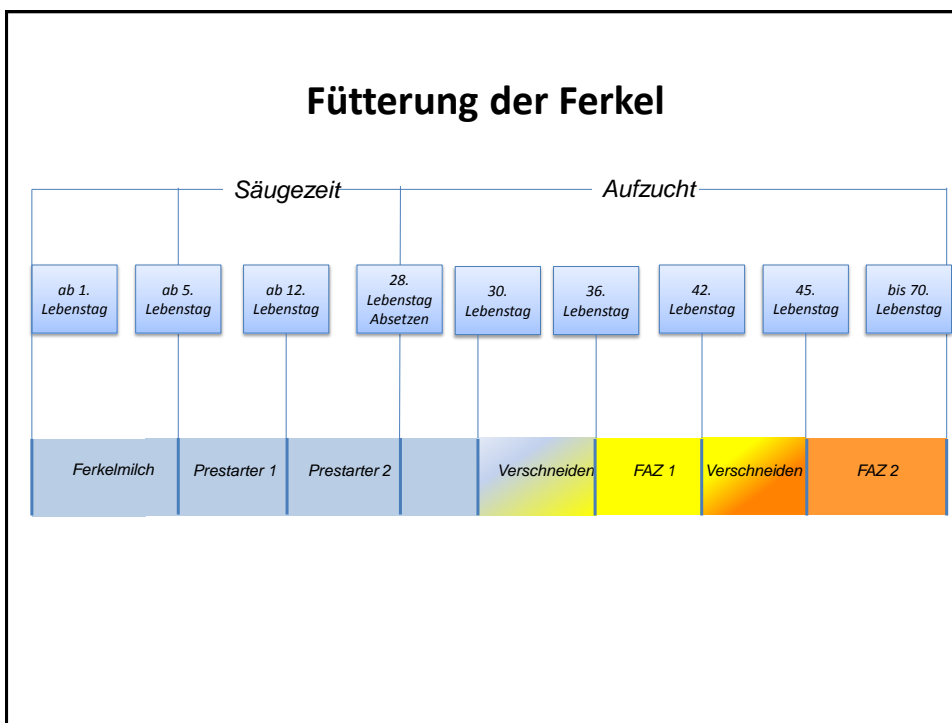 Fütterung der Ferkel
Säugezeit
Aufzucht
ab 1.
Lebenstag
ab 5.
Lebenstag
ab 12.
Lebenstag
28.
Lebenstag
Absetzen
30.
Lebenstag
36.
Lebenstag
42.
Lebenstag
45.
Lebenstag
bis 70.
Lebenstag
Ferkelmilch
Prestarter 1
Prestarter 2
Verschneiden
FAZ 1
Verschneiden
FAZ 2